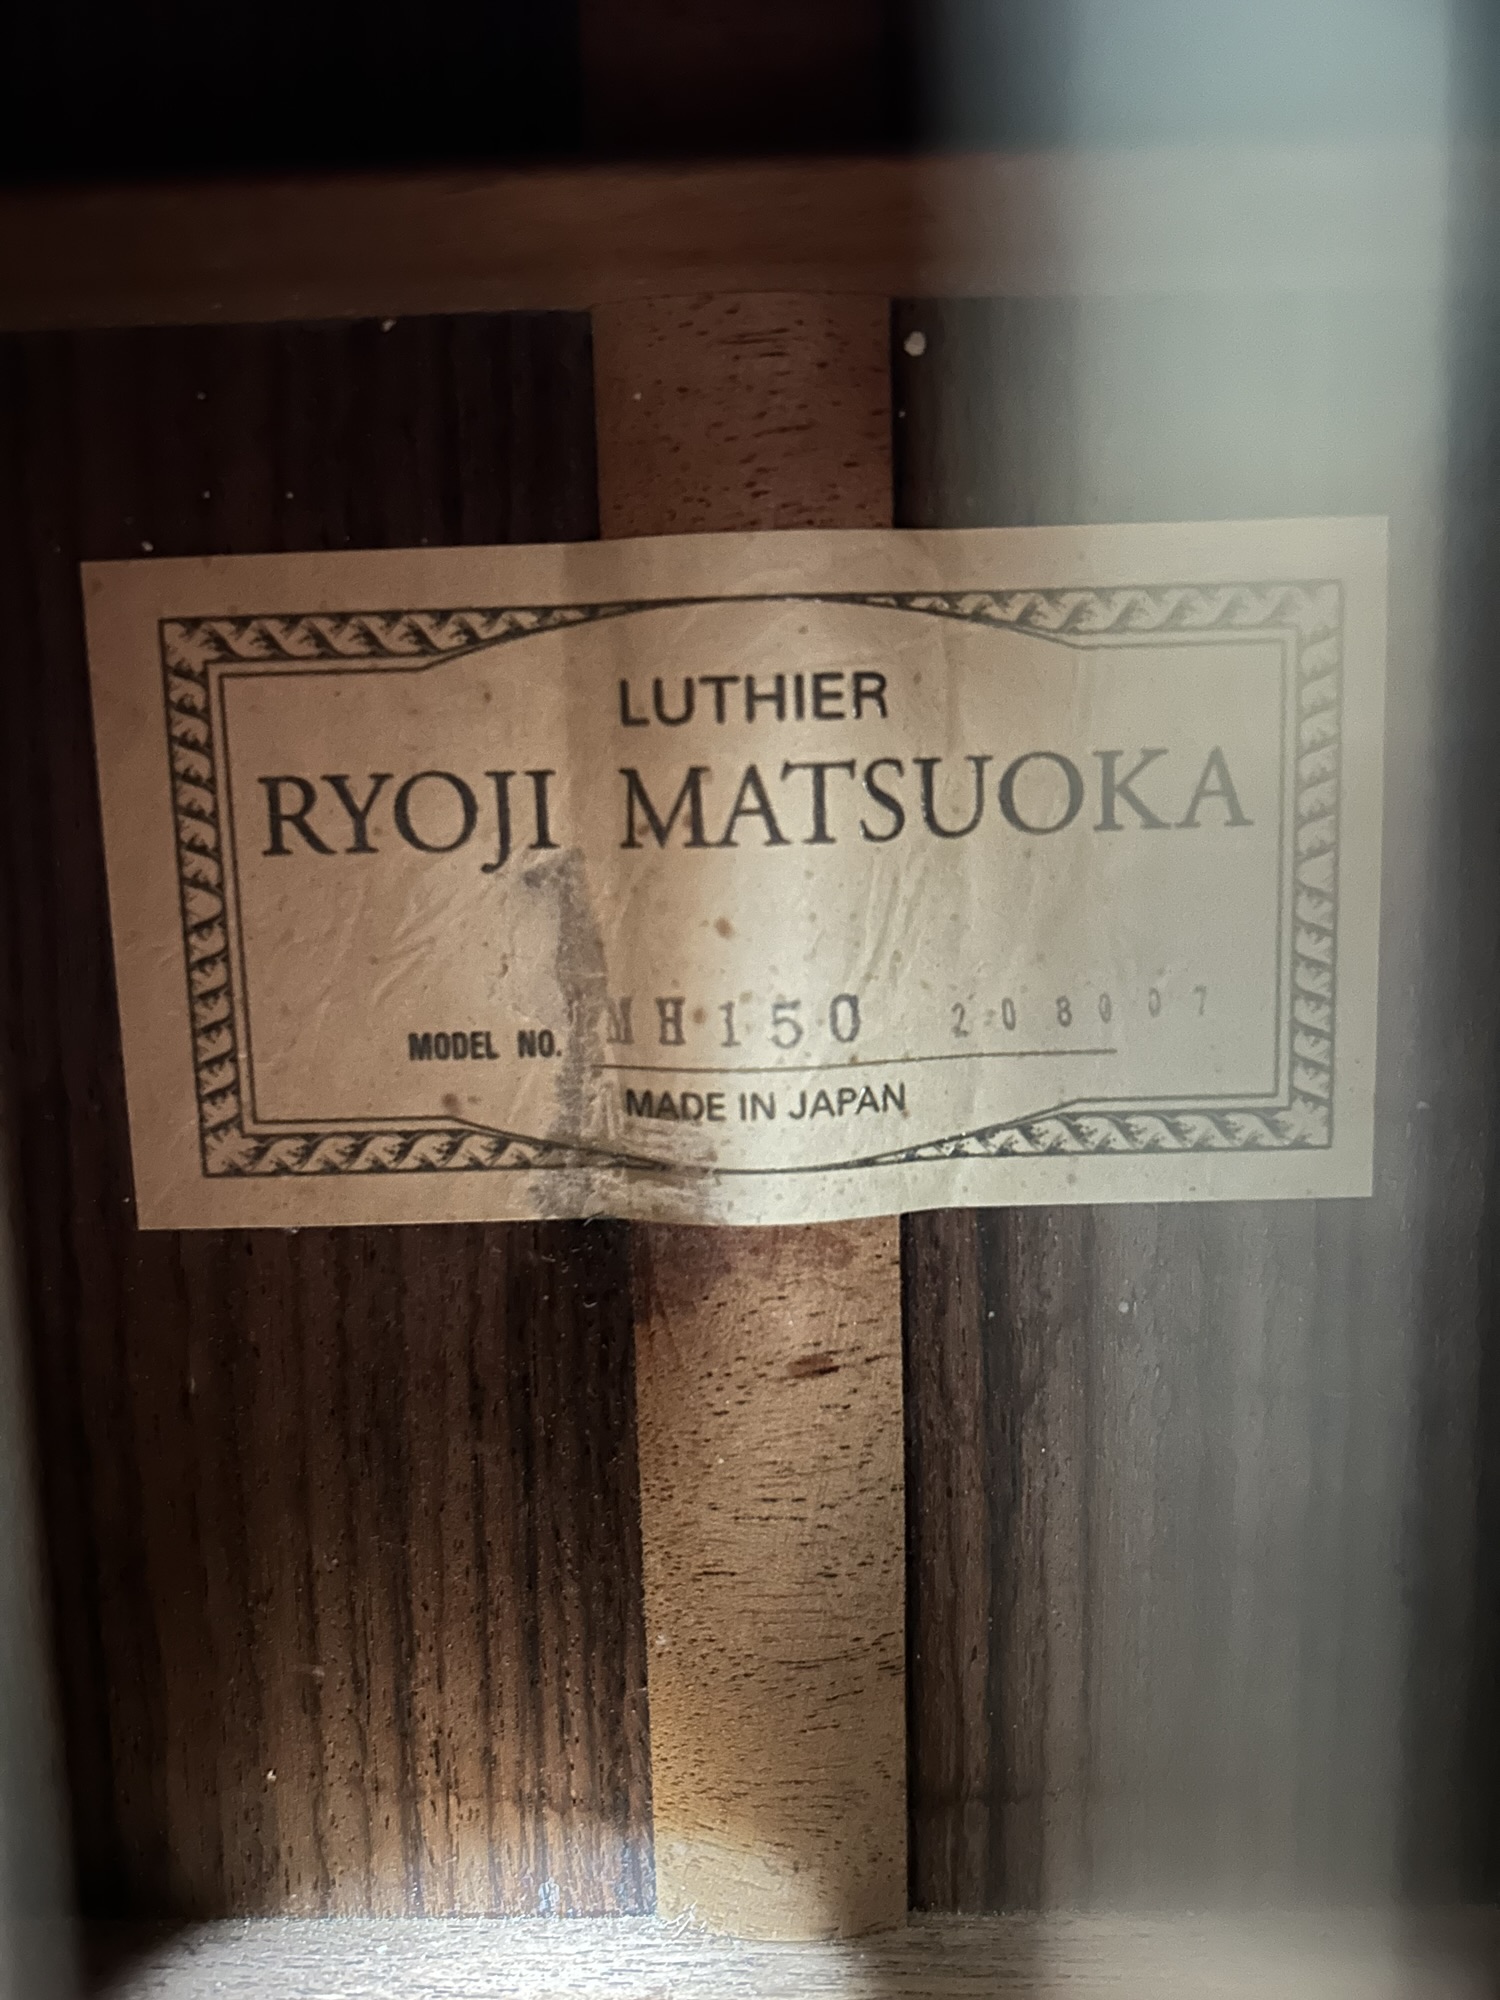 LUTHIER
RYOJI MATSUOKA
MODEL NO. MH150 208007
MADE IN JAPAN